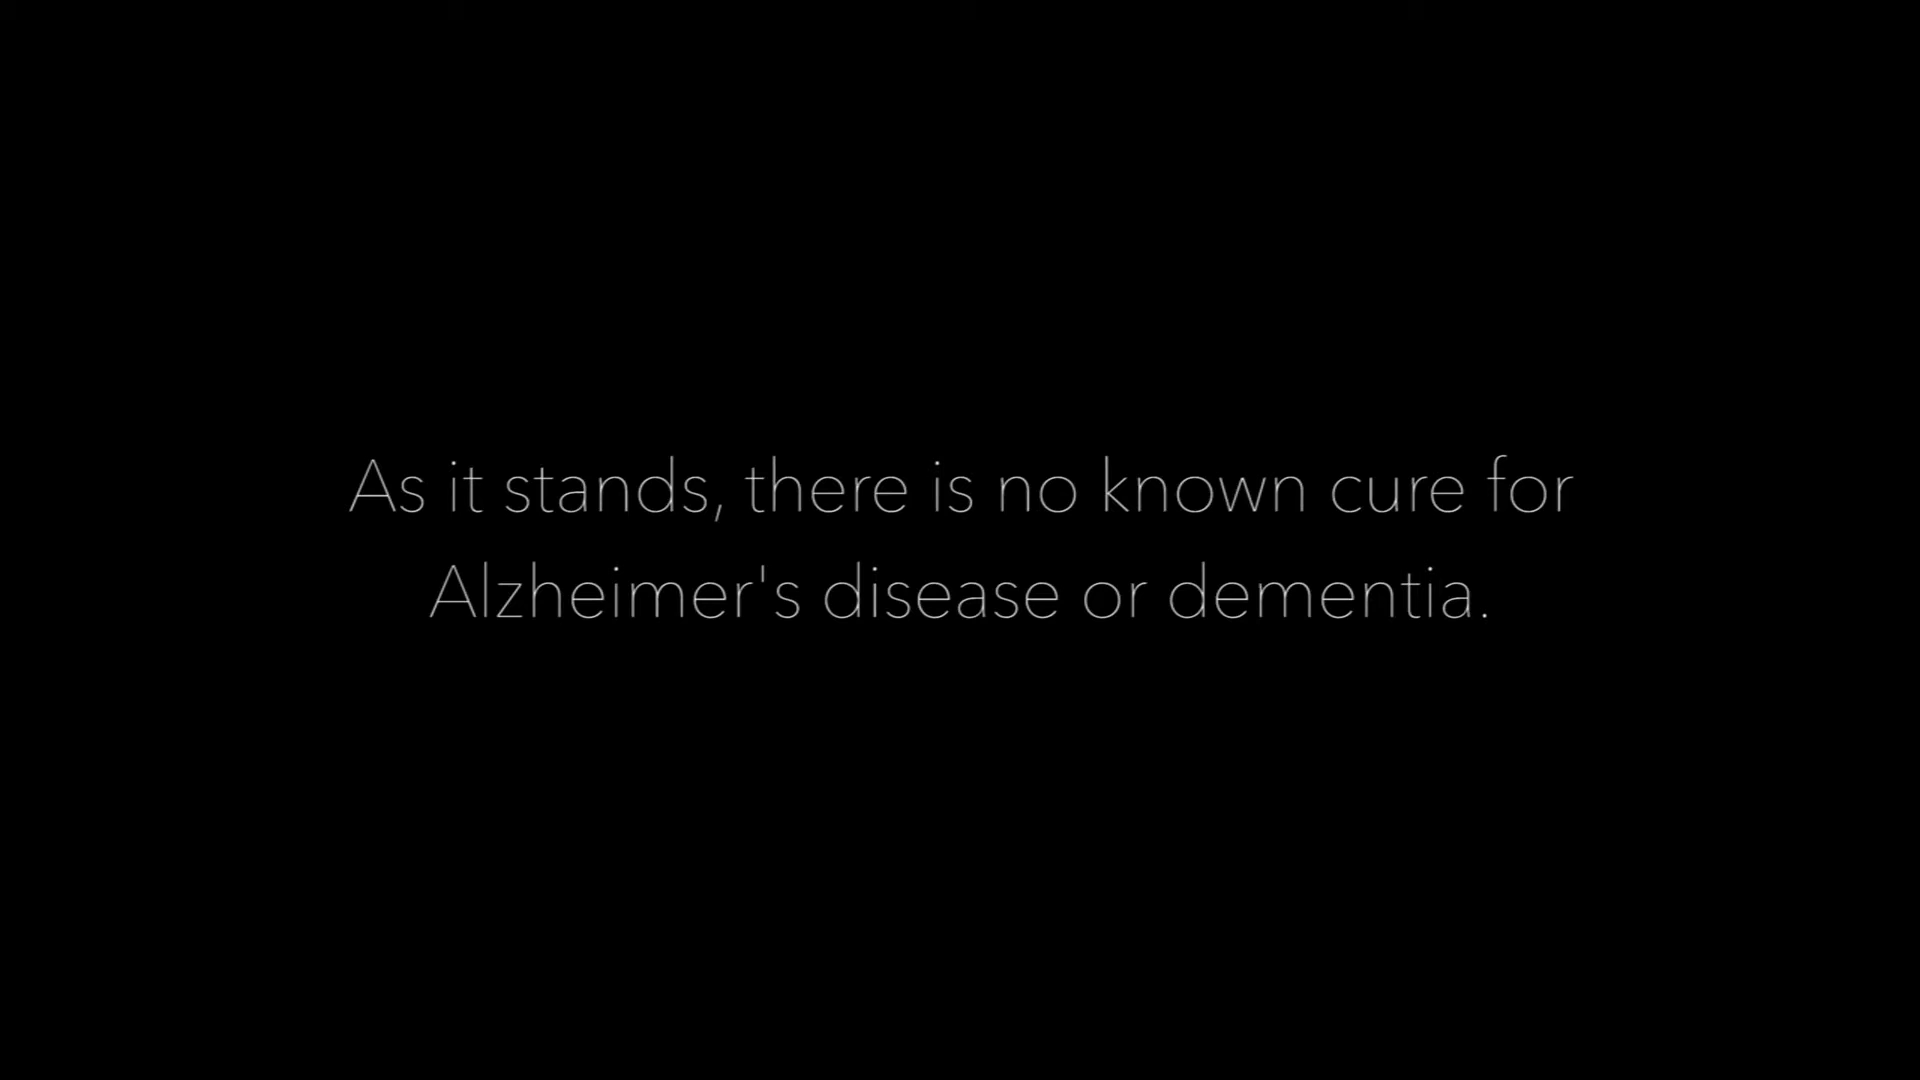 As it stands, there is no known cure for
Alzheimer's disease or dementia.